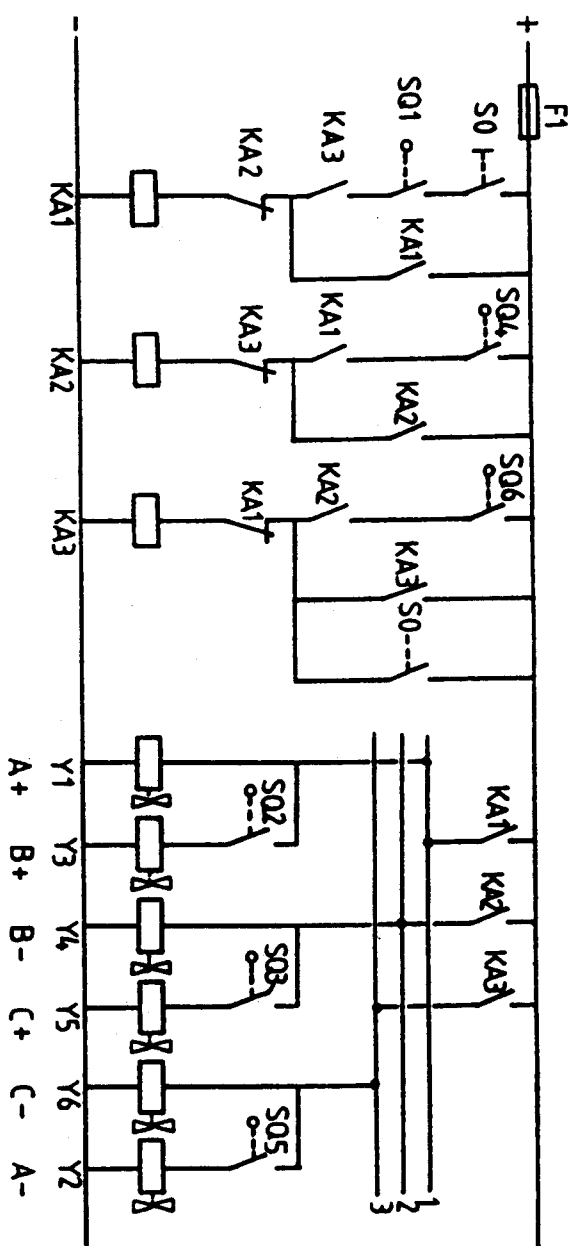 F1
+
S0
SQ4
SQ6
KA1
KA2
KA3
SQ1
KA1
KA2
KA3
S0
1
2
3
KA3
KA1
KA2
KA2
KA3
KA1
SQ2
SQ3
SQ5
-
KA1 KA2 KA3 Y1 Y3 Y4 Y5 Y6 Y2
A+ B+ B- C+ C- A-